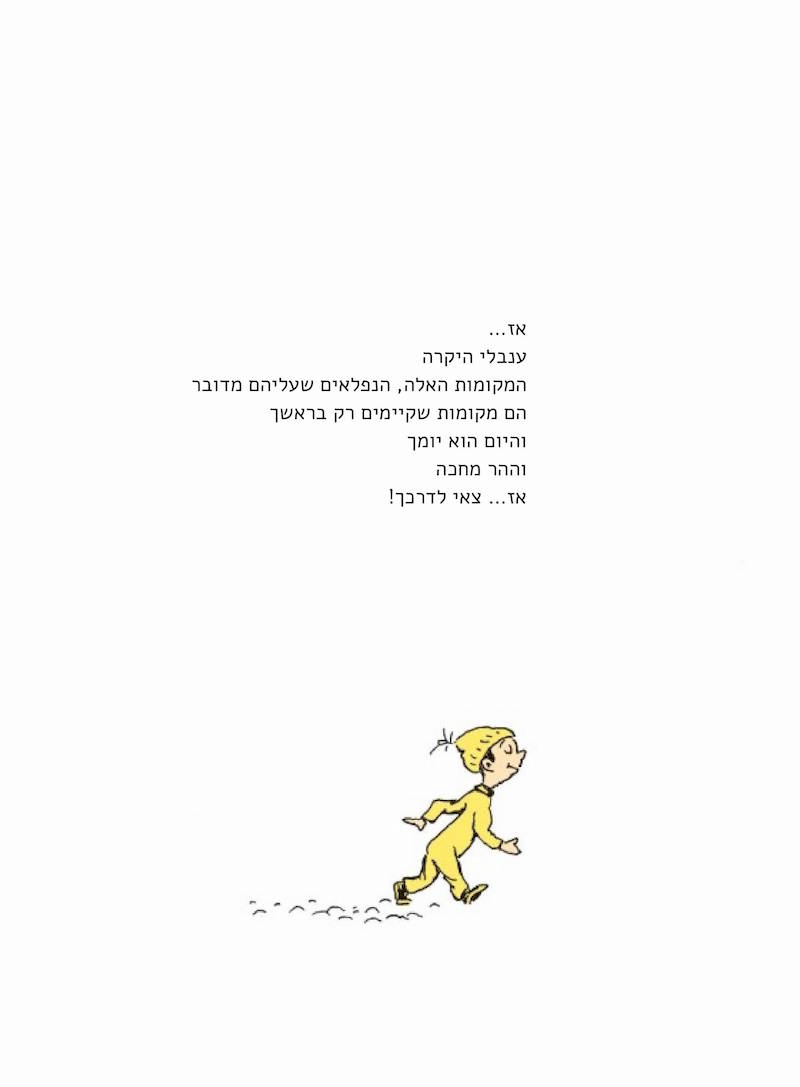 אז...
ענבלי היקרה
המקומות האלה, הנפלאים שעליהם מדובר
הם מקומות שקיימים רק בראשך
והיום הוא יומך
וההר מחכה
אז... צאי לדרכך!